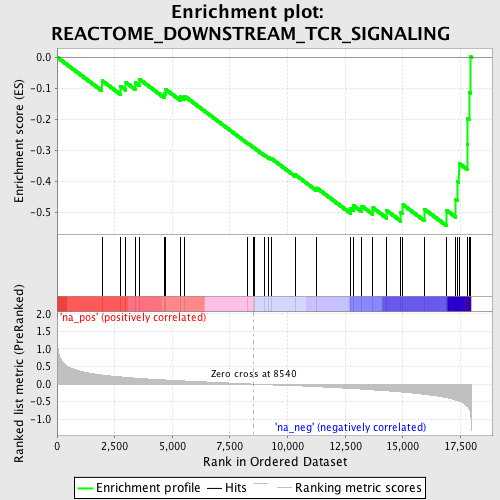 Enrichment plot:
REACTOME_DOWNSTREAM_TCR_SIGNALING
Enrichment score (ES)
0.0
-0.1
-0.2
-0.3
-0.4
-0.5
'na_pos' (positively correlated)
Ranked list metric (PreRanked)
2.0
1.5
1.0
0.5
0.0
-0.5
-1.0
Zero cross at 8540
'na_neg' (negatively correlated)
0
2,500
5,000
7,500
10,000
12,500
15,000
17,500
Rank in Ordered Dataset
Enrichment profile
Hits
Ranking metric scores